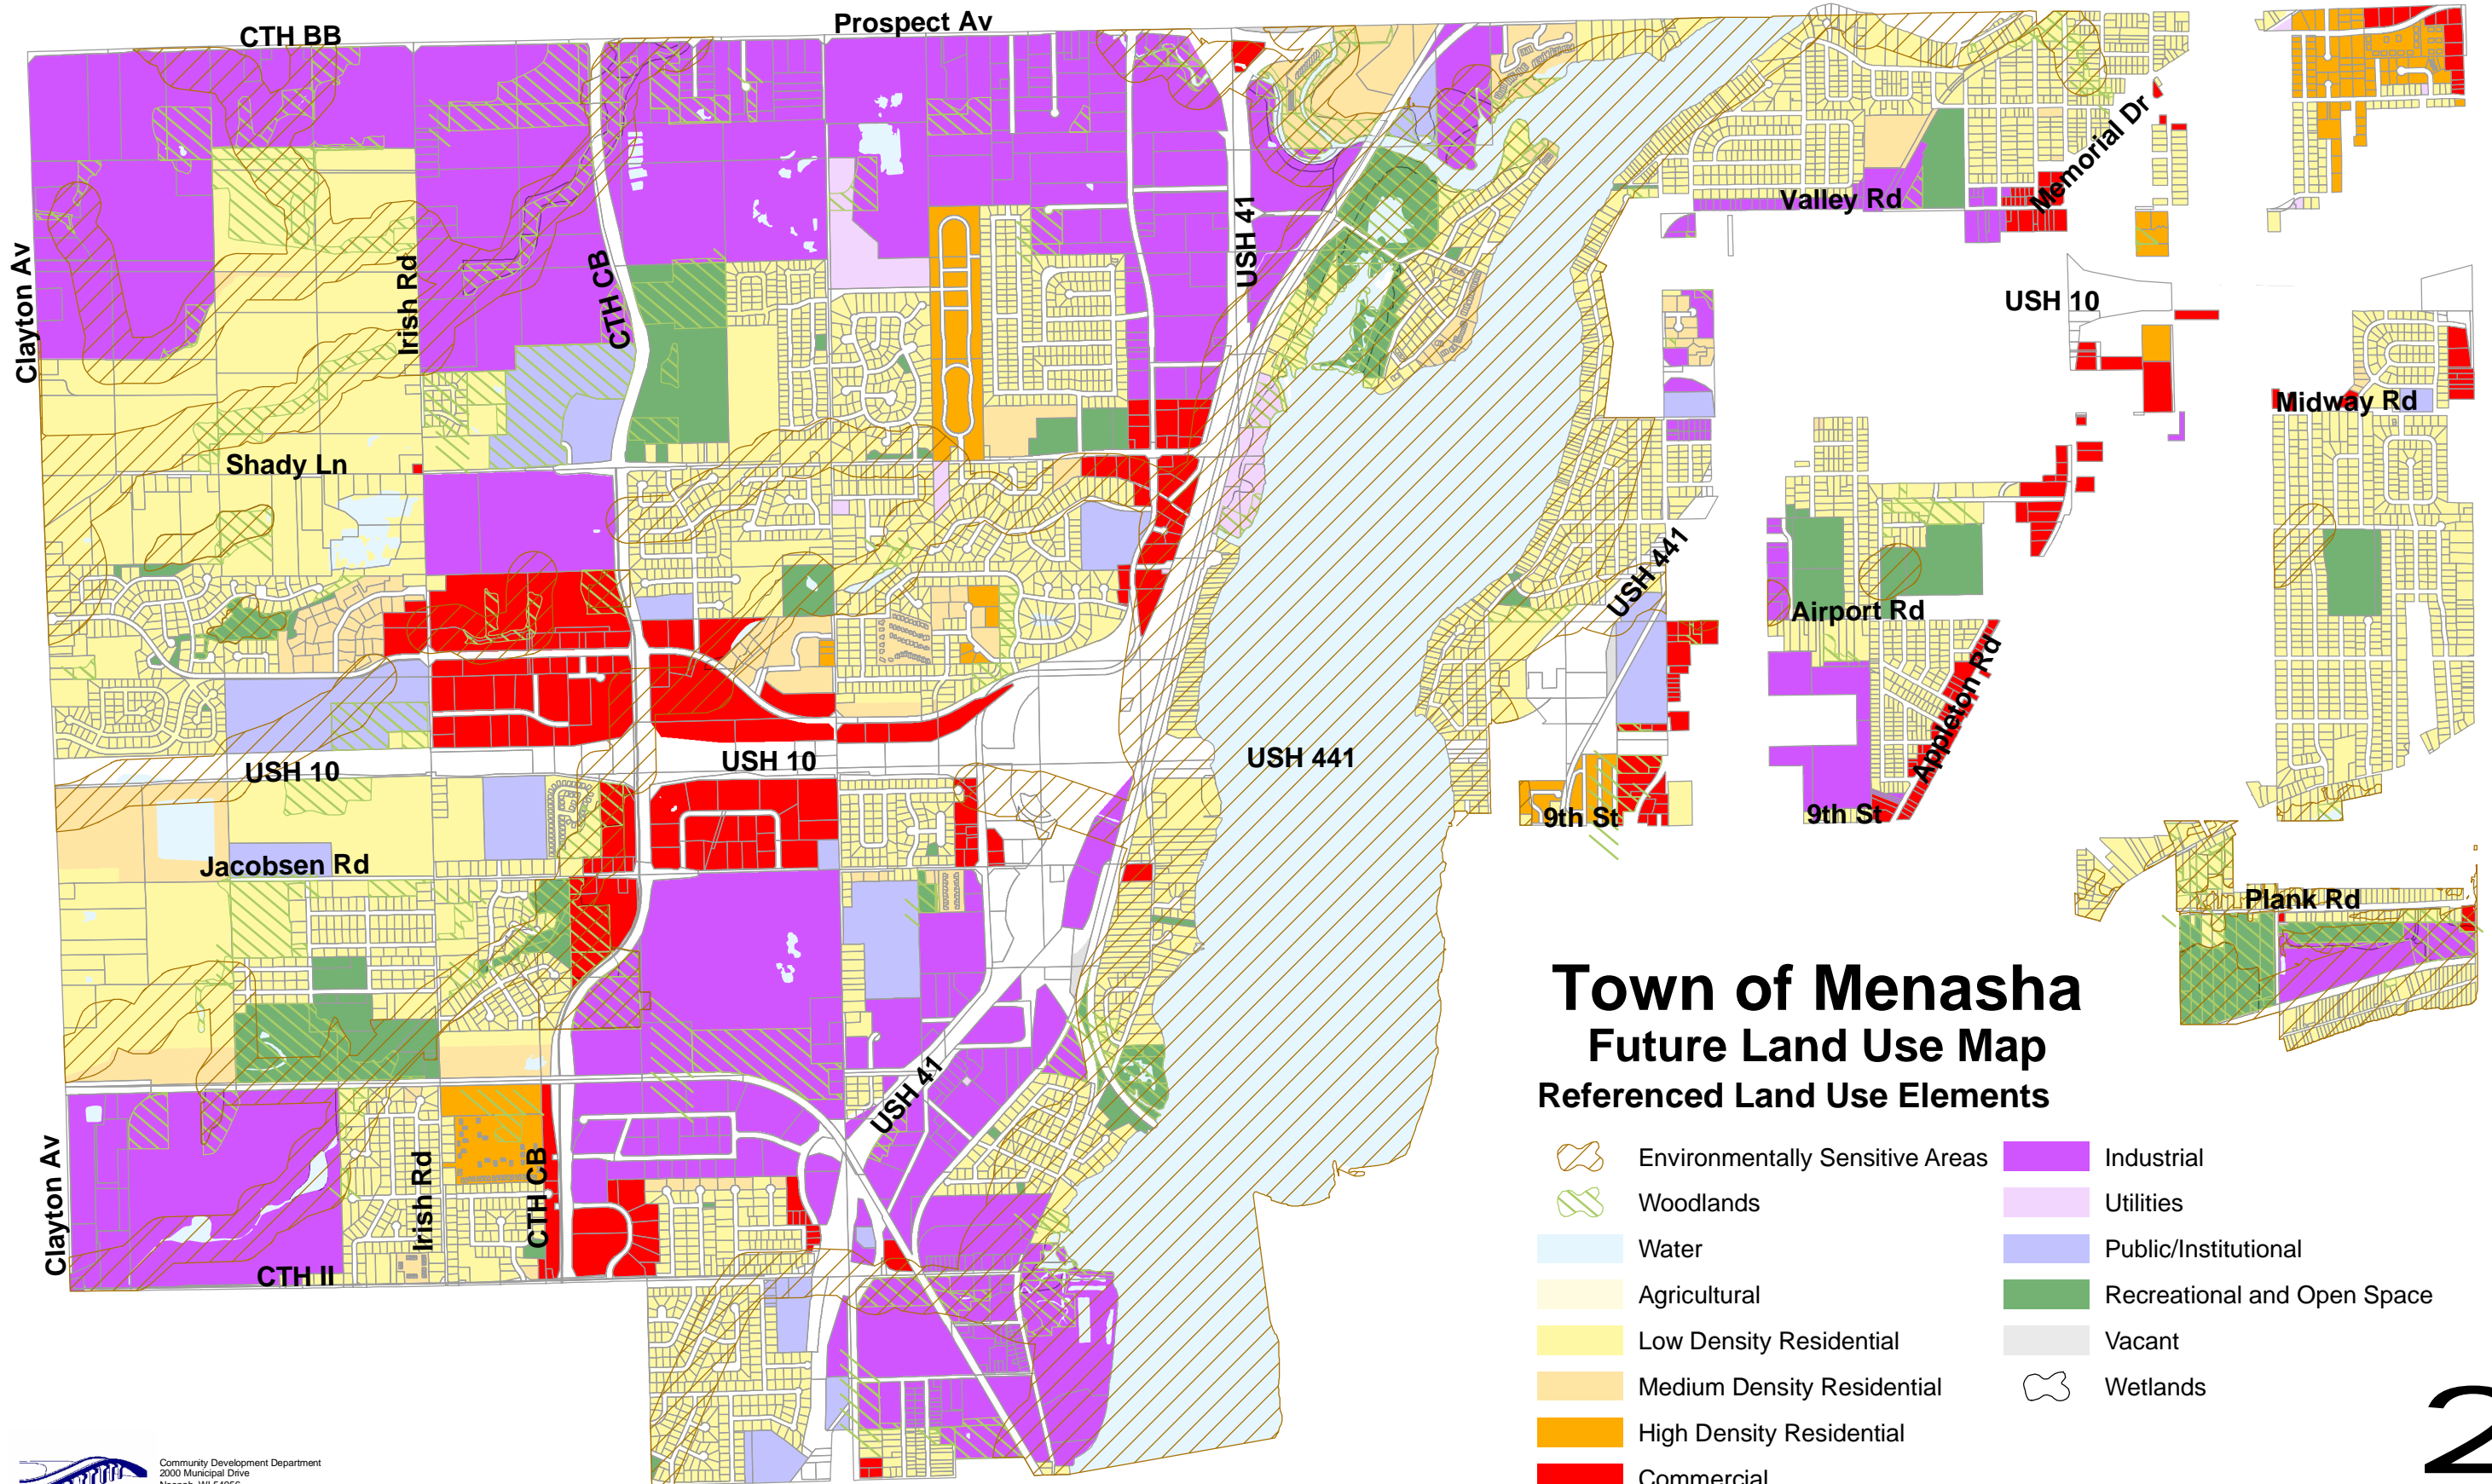 CTH BB
Prospect Av
Memorial Dr
Valley Rd
Clayton Av
Irish Rd
CTH CB
USH 41
USH 10
Midway Rd
Shady Ln
USH 441
Airport Rd
Appleton Rd
USH 10
USH 10
USH 441
9th St
9th St
Jacobsen Rd
Plank Rd
Town of Menasha
Future Land Use Map
Referenced Land Use Elements
USH 41
Clayton Av
Irish Rd
CTH CB
CTH II
Environmentally Sensitive Areas
Woodlands
Water
Agricultural
Low Density Residential
Medium Density Residential
High Density Residential
Commercial
Industrial
Utilities
Public/Institutional
Recreational and Open Space
Vacant
Wetlands
2
Community Development Department
2000 Municipal Drive
Neenah, WI 54956